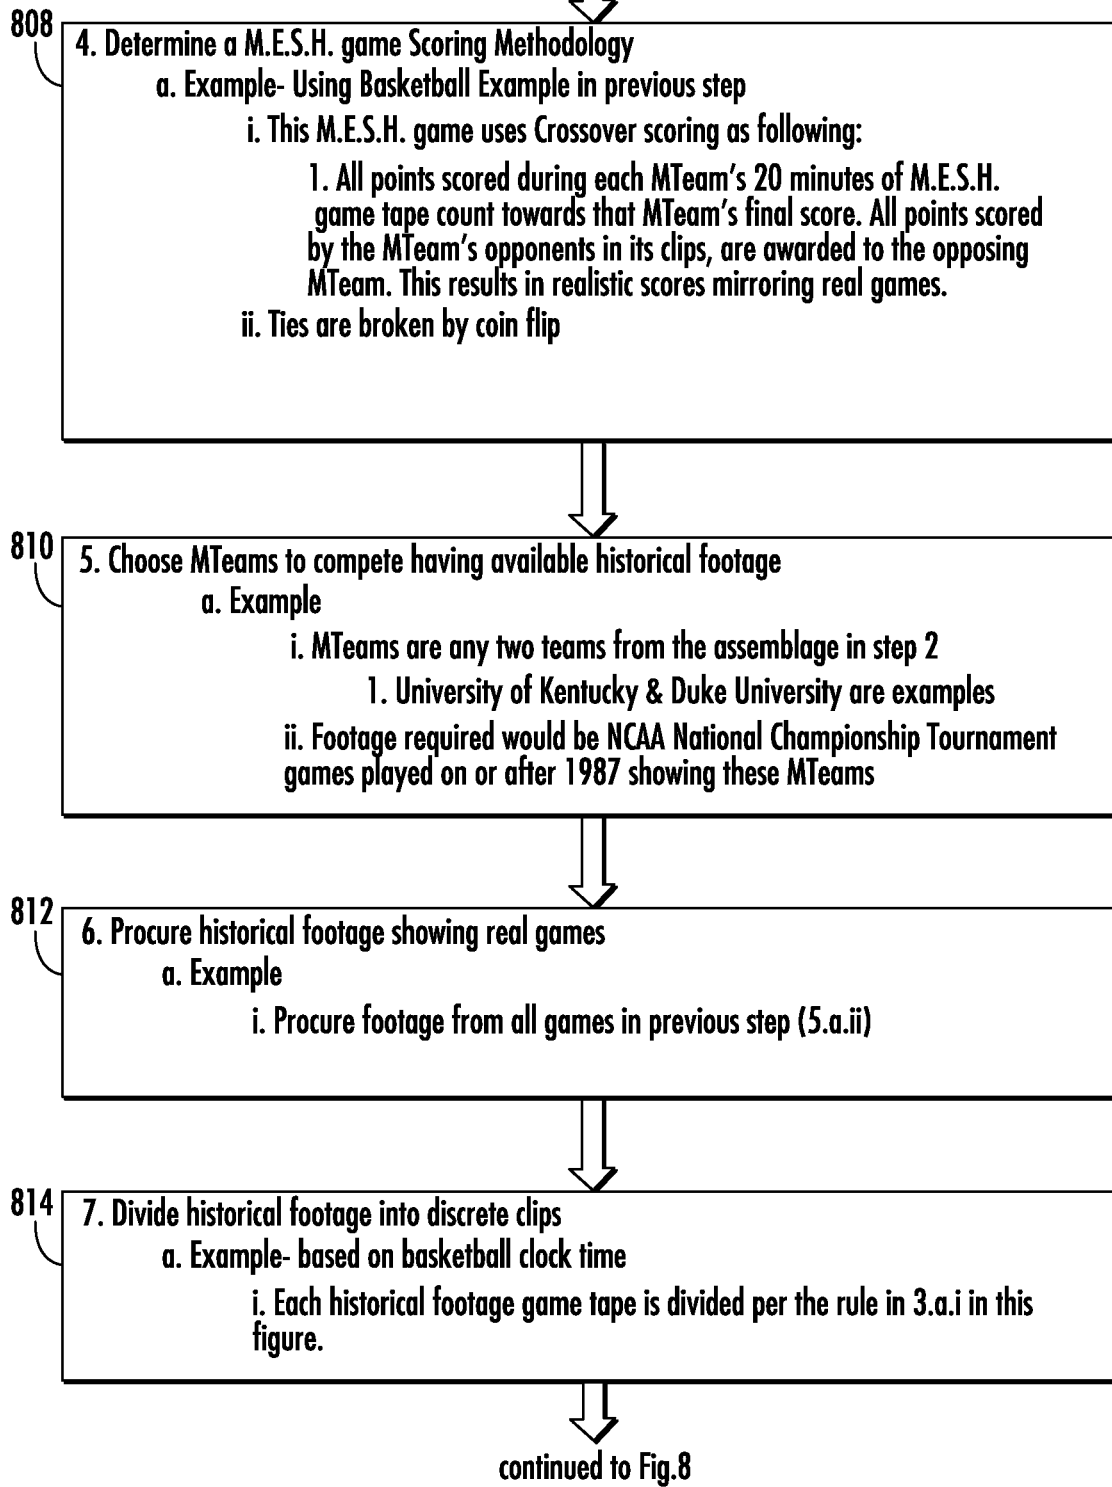 808
4. Determine a M.E.S.H. game Scoring Methodology
a. Example- Using Basketball Example in previous step
i. This M.E.S.H. game uses Crossover scoring as following:
1. All points scored during each MTeam's 20 minutes of M.E.S.H.
game tape count towards that MTeam's final score. All points scored
by the MTeam's opponents in its clips, are awarded to the opposing
MTeam. This results in realistic scores mirroring real games.
ii. Ties are broken by coin flip
810
5. Choose MTeams to compete having available historical footage
a. Example
i. MTeams are any two teams from the assemblage in step 2
1. University of Kentucky & Duke University are examples
ii. Footage required would be NCAA National Championship Tournament
games played on or after 1987 showing these MTeams
812
6. Procure historical footage showing real games
a. Example
i. Procure footage from all games in previous step (5.a.ii)
814
7. Divide historical footage into discrete clips
a. Example- based on basketball clock time
i. Each historical footage game tape is divided per the rule in 3.a.i in this
figure.
continued to Fig.8